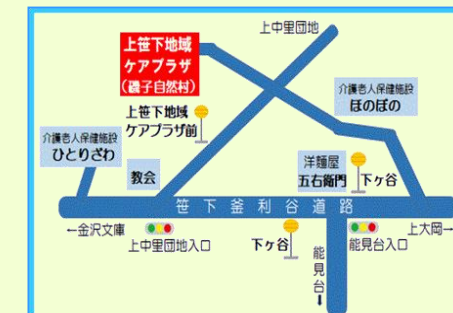 上中里団地
上笹下地域
ケアプラザ
(磯子自然村)
介護老人保健施設
ほのぼの
上笹下地域
ケアプラザ前
介護老人保健施設
ひとりざわ
教会
洋麺屋
五右衛門
下ヶ谷
笹下釜利谷道路
←金沢文庫
上中里団地入口
下ヶ谷
能見台入口
上大岡→
能見台↓